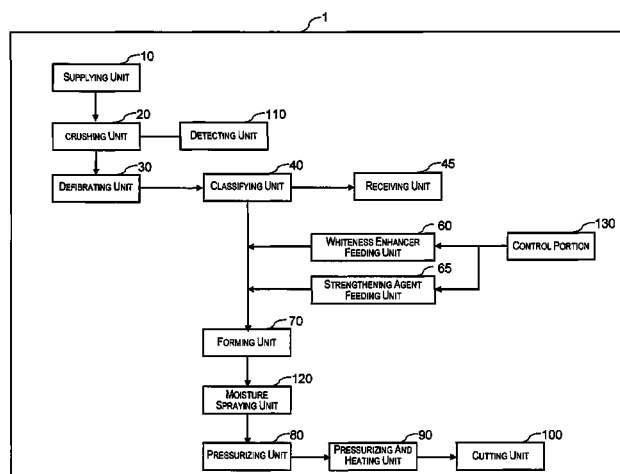 1
10
SUPPLYING UNIT
20
CRUSHING UNIT
110
DETECTING UNIT
30
DEFIBRATING UNIT
40
CLASSIFYING UNIT
45
RECEIVING UNIT
60
WHITENESS ENHANCER
FEEDING UNIT
130
CONTROL PORTION
65
STRENGTHENING AGENT
FEEDING UNIT
70
FORMING UNIT
120
MOISTURE
SPRAYING UNIT
80
PRESSURIZING UNIT
90
PRESSURIZING AND
HEATING UNIT
100
CUTTING UNIT